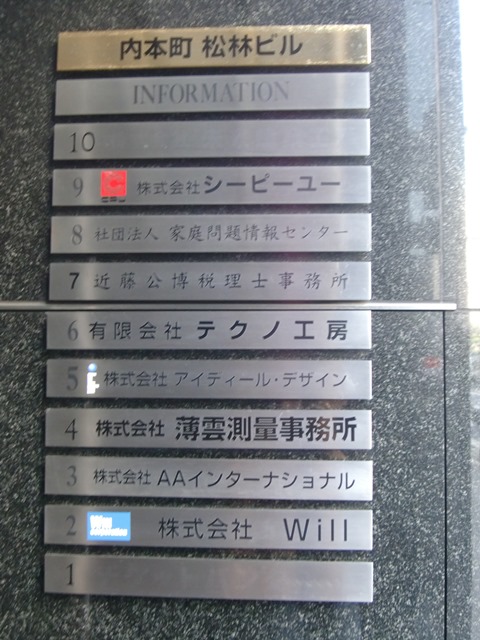 内本町 松林ビル
INFORMATION
10
9 株式会社シーピーユー
8 社団法人 家庭問題情報センター
7 近藤公博税理士事務所
6 有限会社 テクノ工房
5 株式会社 アイティール・デザイン
4 株式会社 薄雲測量事務所
3 株式会社 AAインターナショナル
2 株式会社 Will
1